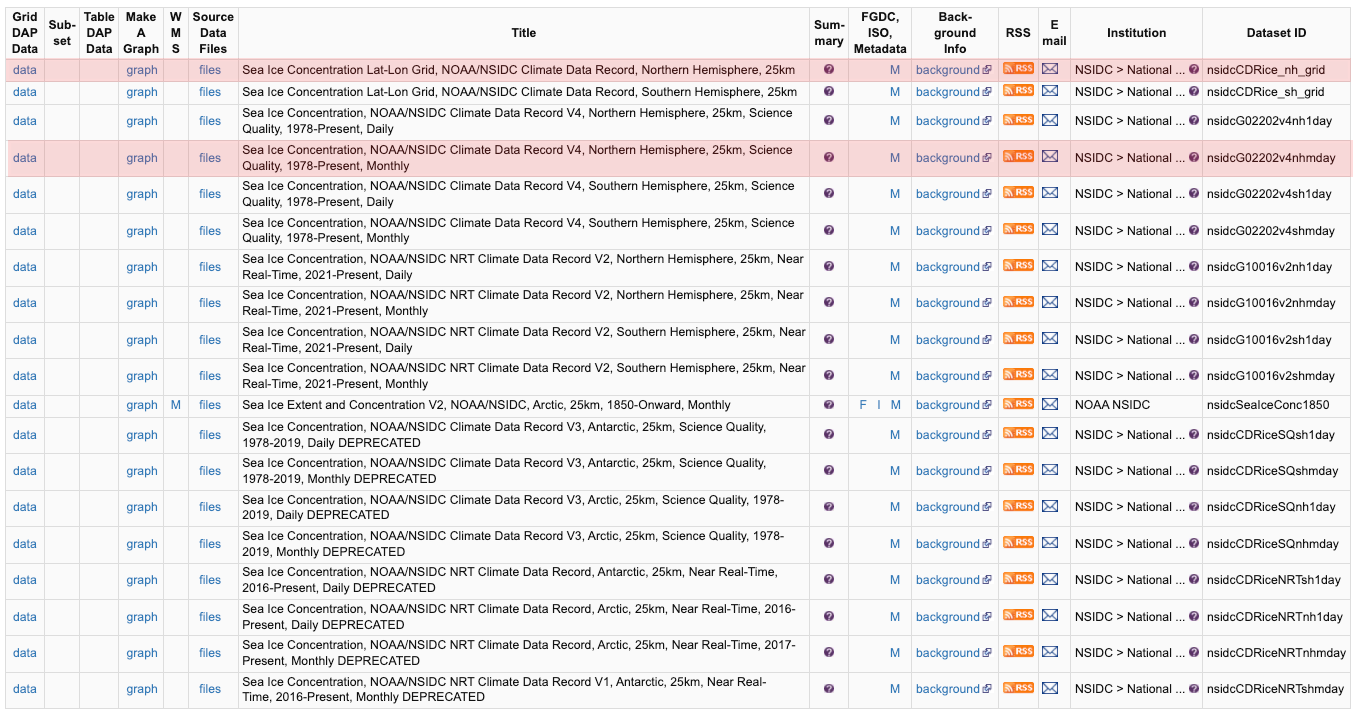 Grid DAP Data	Sub-set	Table DAP Data	Make A Graph	W M S	Source Data Files	Title	Sum-mary	FGDC, ISO, Metadata	Back-ground Info	RSS	E mail	Institution	Dataset ID
data graph files Sea Ice Concentration Lat-Lon Grid, NOAA/NSIDC Climate Data Record, Northern Hemisphere, 25km ? M background RSS NSIDC > National ... ? nsidcCDRice_nh_grid
data graph files Sea Ice Concentration Lat-Lon Grid, NOAA/NSIDC Climate Data Record, Southern Hemisphere, 25km ? M background RSS NSIDC > National ... ? nsidcCDRice_sh_grid
data graph files Sea Ice Concentration, NOAA/NSIDC Climate Data Record V4, Northern Hemisphere, 25km, Science
Quality, 1978-Present, Daily ? M background RSS NSIDC > National ... ? nsidcG02202v4nh1day
data graph files Sea Ice Concentration, NOAA/NSIDC Climate Data Record V4, Northern Hemisphere, 25km, Science
Quality, 1978-Present, Monthly ? M background RSS NSIDC > National ... ? nsidcG02202v4nhmday
data graph files Sea Ice Concentration, NOAA/NSIDC Climate Data Record V4, Southern Hemisphere, 25km, Science
Quality, 1978-Present, Daily ? M background RSS NSIDC > National ... ? nsidcG02202v4sh1day
data graph files Sea Ice Concentration, NOAA/NSIDC Climate Data Record V4, Southern Hemisphere, 25km, Science
Quality, 1978-Present, Monthly ? M background RSS NSIDC > National ... ? nsidcG02202v4shmday
data graph files Sea Ice Concentration, NOAA/NSIDC NRT Climate Data Record V2, Northern Hemisphere, 25km, Near
Real-Time, 2021-Present, Daily ? M background RSS NSIDC > National ... ? nsidcG10016v2nh1day
data graph files Sea Ice Concentration, NOAA/NSIDC NRT Climate Data Record V2, Northern Hemisphere, 25km, Near
Real-Time, 2021-Present, Monthly ? M background RSS NSIDC > National ... ? nsidcG10016v2nhmday
data graph files Sea Ice Concentration, NOAA/NSIDC NRT Climate Data Record V2, Southern Hemisphere, 25km, Near
Real-Time, 2021-Present, Daily ? M background RSS NSIDC > National ... ? nsidcG10016v2sh1day
data graph files Sea Ice Concentration, NOAA/NSIDC NRT Climate Data Record V2, Southern Hemisphere, 25km, Near
Real-Time, 2021-Present, Monthly ? M background RSS NSIDC > National ... ? nsidcG10016v2shmday
data graph M files Sea Ice Extent and Concentration V2, NOAA/NSIDC, Arctic, 25km, 1850-Onward, Monthly ? F I M background RSS NOAA NSIDC nsidcSeaIceConc1850
data graph files Sea Ice Concentration, NOAA/NSIDC Climate Data Record V3, Antarctic, 25km, Science Quality,
1978-2019, Daily DEPRECATED ? M background RSS NSIDC > National ... ? nsidcCDRiceSQsh1day
data graph files Sea Ice Concentration, NOAA/NSIDC Climate Data Record V3, Antarctic, 25km, Science Quality,
1978-2019, Monthly DEPRECATED ? M background RSS NSIDC > National ... ? nsidcCDRiceSQshmday
data graph files Sea Ice Concentration, NOAA/NSIDC Climate Data Record V3, Arctic, 25km, Science Quality, 1978-
2019, Daily DEPRECATED ? M background RSS NSIDC > National ... ? nsidcCDRiceSQnh1day
data graph files Sea Ice Concentration, NOAA/NSIDC Climate Data Record V3, Arctic, 25km, Science Quality, 1978-
2019, Monthly DEPRECATED ? M background RSS NSIDC > National ... ? nsidcCDRiceSQnhmday
data graph files Sea Ice Concentration, NOAA/NSIDC NRT Climate Data Record, Antarctic, 25km, Near Real-Time,
2016-Present, Daily DEPRECATED ? M background RSS NSIDC > National ... ? nsidcCDRiceNRTsh1day
data graph files Sea Ice Concentration, NOAA/NSIDC NRT Climate Data Record, Arctic, 25km, Near Real-Time, 2016-
Present, Daily DEPRECATED ? M background RSS NSIDC > National ... ? nsidcCDRiceNRTnh1day
data graph files Sea Ice Concentration, NOAA/NSIDC NRT Climate Data Record, Arctic, 25km, Near Real-Time, 2017-
Present, Monthly DEPRECATED ? M background RSS NSIDC > National ... ? nsidcCDRiceNRTnhmday
data graph files Sea Ice Concentration, NOAA/NSIDC NRT Climate Data Record V1, Antarctic, 25km, Near Real-
Time, 2016-Present, Monthly DEPRECATED ? M background RSS NSIDC > National ... ? nsidcCDRiceNRTshmday